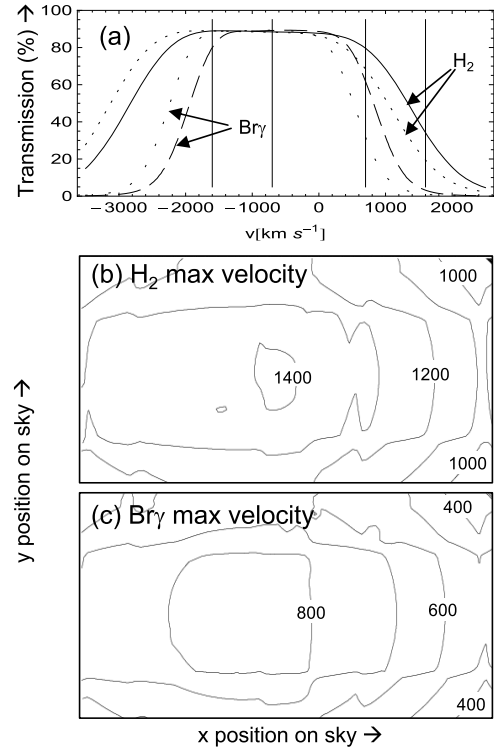 Transmission (%) →
100
80
60
40
20
0
(a)
H₂
Brγ
−3000 −2000 −1000 0 1000 2000
v[km s⁻¹]
y position on sky →
(b) H₂ max velocity
1000
1400
1200
1000
(c) Brγ max velocity
400
800
600
400
x position on sky →